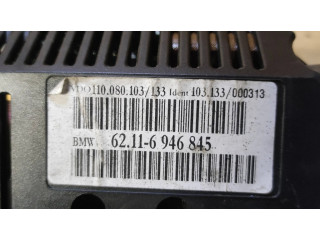 VDO 110.080.103/133 Ident 103.133/000313
BMW 62.11-6 946 845